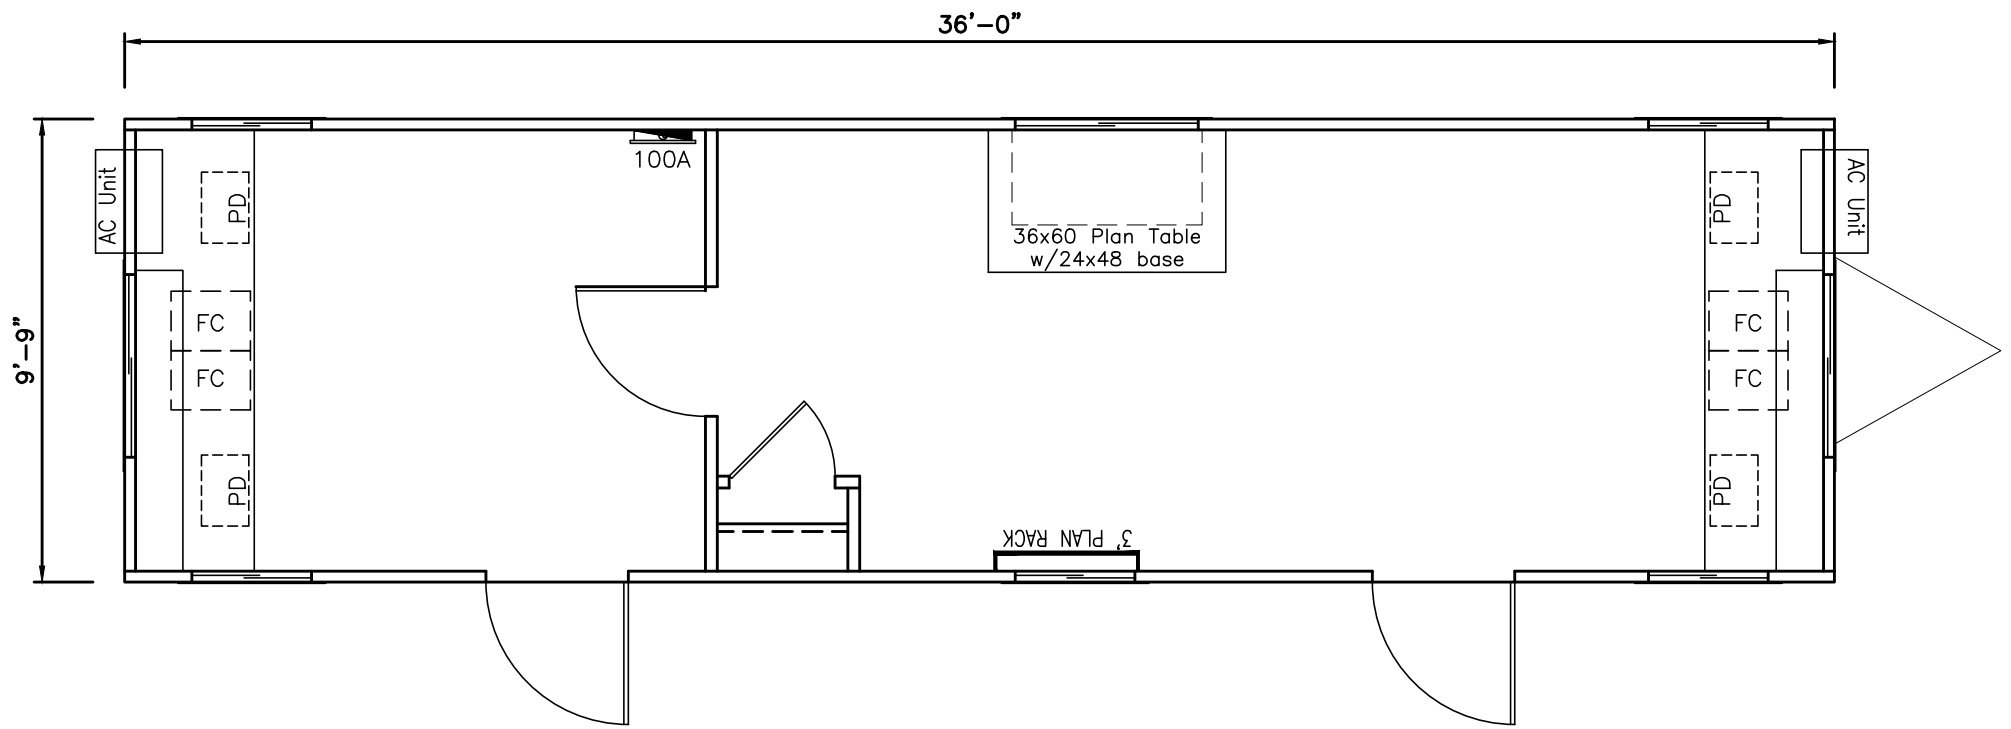 36'-0"
9'-9"
100A
AC Unit
PD
PD
AC Unit
36x60 Plan Table
w/24x48 base
FC
FC
FC
FC
PD
PD
3' PLAN RACK